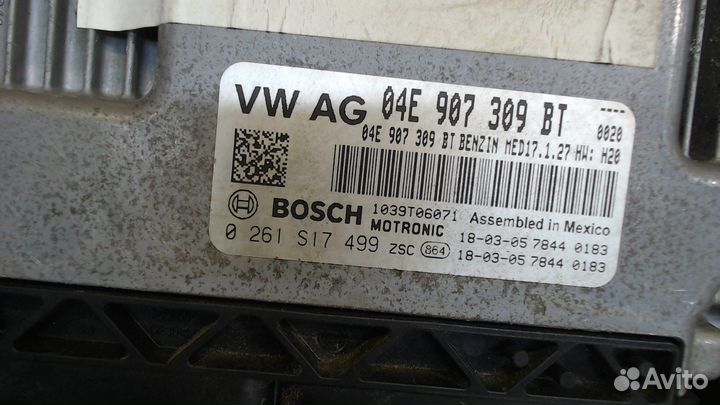 VW AG 04E 907 309 BT ----
04E 907 309 BT BENZIN MED17.1.27 HW: H20 0020
BOSCH 1039T06071 Assembled in Mexico
MOTRONIC 18-03-05 7844 0183
0 261 S17 499 ZSC 864 18-03-05 7844 0183
Avito